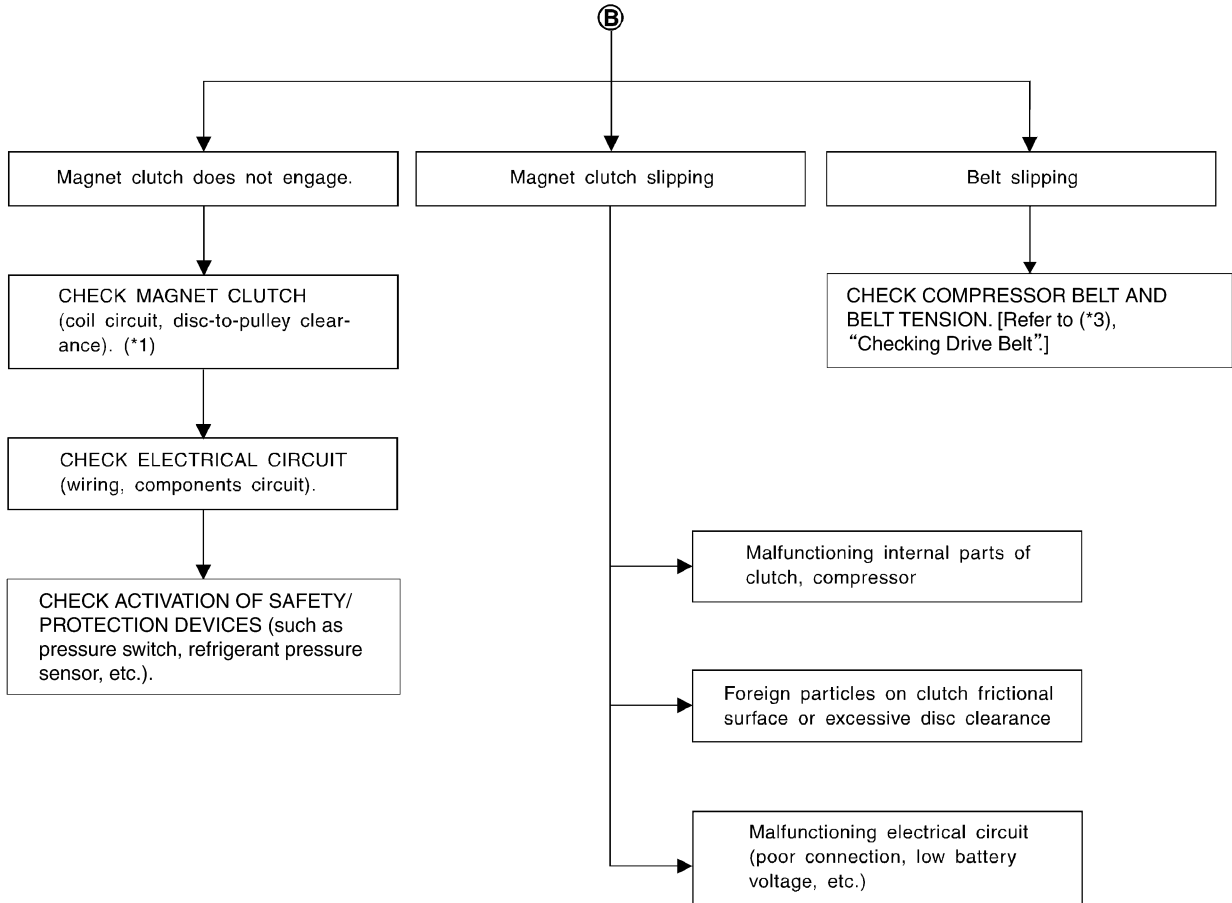 B
Magnet clutch does not engage.
Magnet clutch slipping
Belt slipping
CHECK MAGNET CLUTCH
(coil circuit, disc-to-pulley clear-
ance). (*1)
CHECK COMPRESSOR BELT AND
BELT TENSION. [Refer to (*3),
“Checking Drive Belt”.]
CHECK ELECTRICAL CIRCUIT
(wiring, components circuit).
CHECK ACTIVATION OF SAFETY/
PROTECTION DEVICES (such as
pressure switch, refrigerant pressure
sensor, etc.).
Malfunctioning internal parts of
clutch, compressor
Foreign particles on clutch frictional
surface or excessive disc clearance
Malfunctioning electrical circuit
(poor connection, low battery
voltage, etc.)